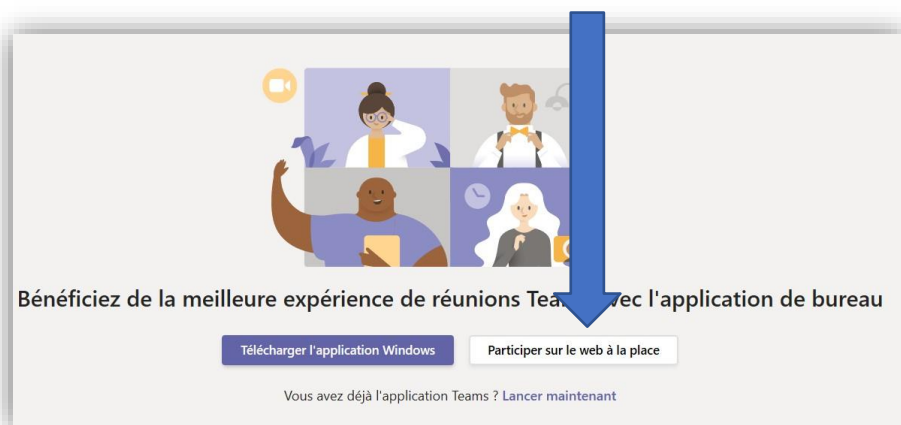 Bénéficiez de la meilleure expérience de réunions Tea vec l'application de bureau
Télécharger l'application Windows
Participer sur le web à la place
Vous avez déjà l'application Teams ? Lancer maintenant